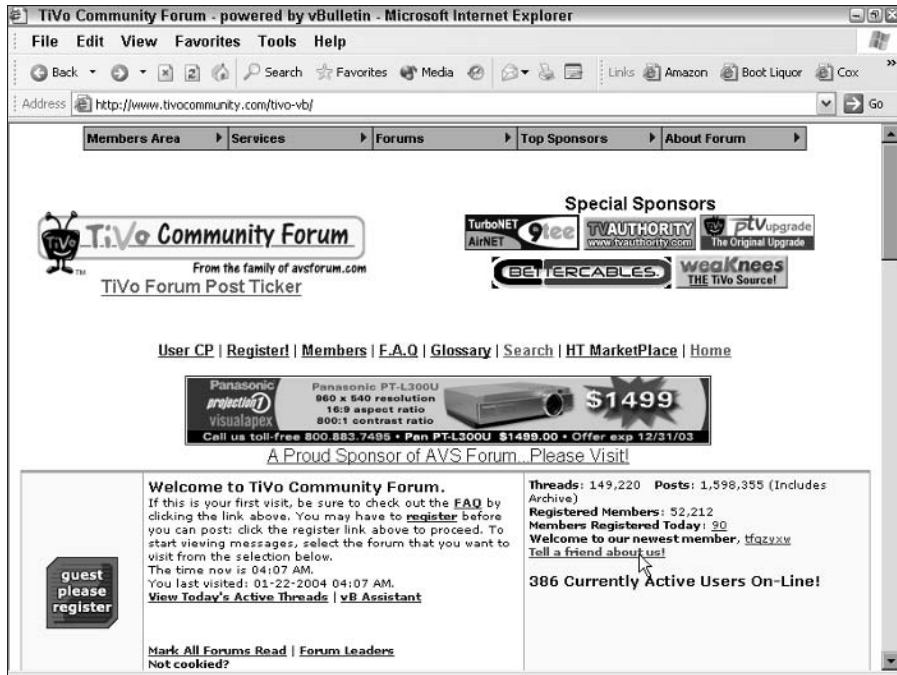 TiVo Community Forum - powered by vBulletin - Microsoft Internet Explorer
File Edit View Favorites Tools Help
Back Search Favorites Media Links Amazon Boot Liquor Cox »
Address http://www.tivocommunity.com/tivo-vb/ Go
Members Area Services Forums Top Sponsors About Forum
Special Sponsors
TiVo TiVo Community Forum
TM
From the family of avsforum.com
TiVo Forum Post Ticker
TurboNET
AirNET
9tee
TVAUTHORITY
www.tvauthority.com
ptvupgrade
The Original Upgrade
BETTERCABLES.
weaKnees
THE TiVo Source!
User CP | Register! | Members | F.A.Q | Glossary | Search | HT MarketPlace | Home
Panasonic
projection1
visualapex
Panasonic PT-L300U
960 x 540 resolution
16:9 aspect ratio
800:1 contrast ratio
$1499
Call us toll-free 800.883.7495 • Pan PT-L300U $1499.00 • Offer exp 12/31/03
A Proud Sponsor of AVS Forum...Please Visit!
guest
please
register
Welcome to TiVo Community Forum.
If this is your first visit, be sure to check out the FAQ by
clicking the link above. You may have to register before
you can post: click the register link above to proceed. To
start viewing messages, select the forum that you want to
visit from the selection below.
The time now is 04:07 AM.
You last visited: 01-22-2004 04:07 AM.
View Today's Active Threads | vB Assistant
Mark All Forums Read | Forum Leaders
Not cookied?
Threads: 149,220 Posts: 1,598,355 (Includes
Archive)
Registered Members: 52,212
Members Registered Today: 90
Welcome to our newest member, tfqzyxw
Tell a friend about us!
386 Currently Active Users On-Line!